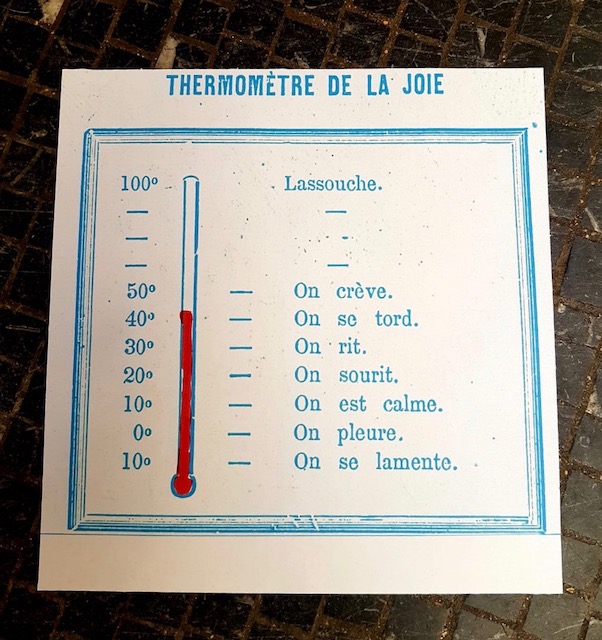 THERMOMÈTRE DE LA JOIE
100° Lassouche.
— —
— —
— —
50° — On crève.
40° — On se tord.
30° — On rit.
20° — On sourit.
10° — On est calme.
0° — On pleure.
10° — On se lamente.